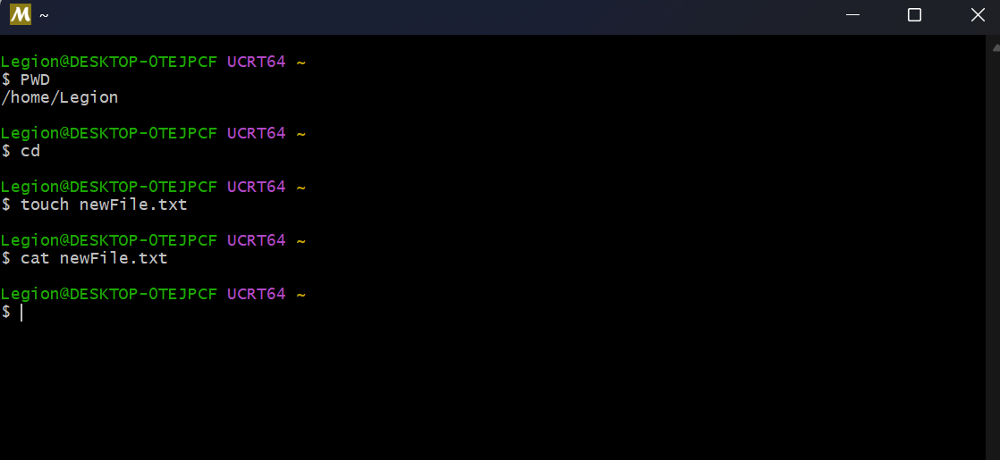 M ~
Legion@DESKTOP-OTEJPCF UCRT64 ~
$ PWD
/home/Legion
Legion@DESKTOP-OTEJPCF UCRT64 ~
$ cd
Legion@DESKTOP-OTEJPCF UCRT64 ~
$ touch newFile.txt
Legion@DESKTOP-OTEJPCF UCRT64 ~
$ cat newFile.txt
Legion@DESKTOP-OTEJPCF UCRT64 ~
$